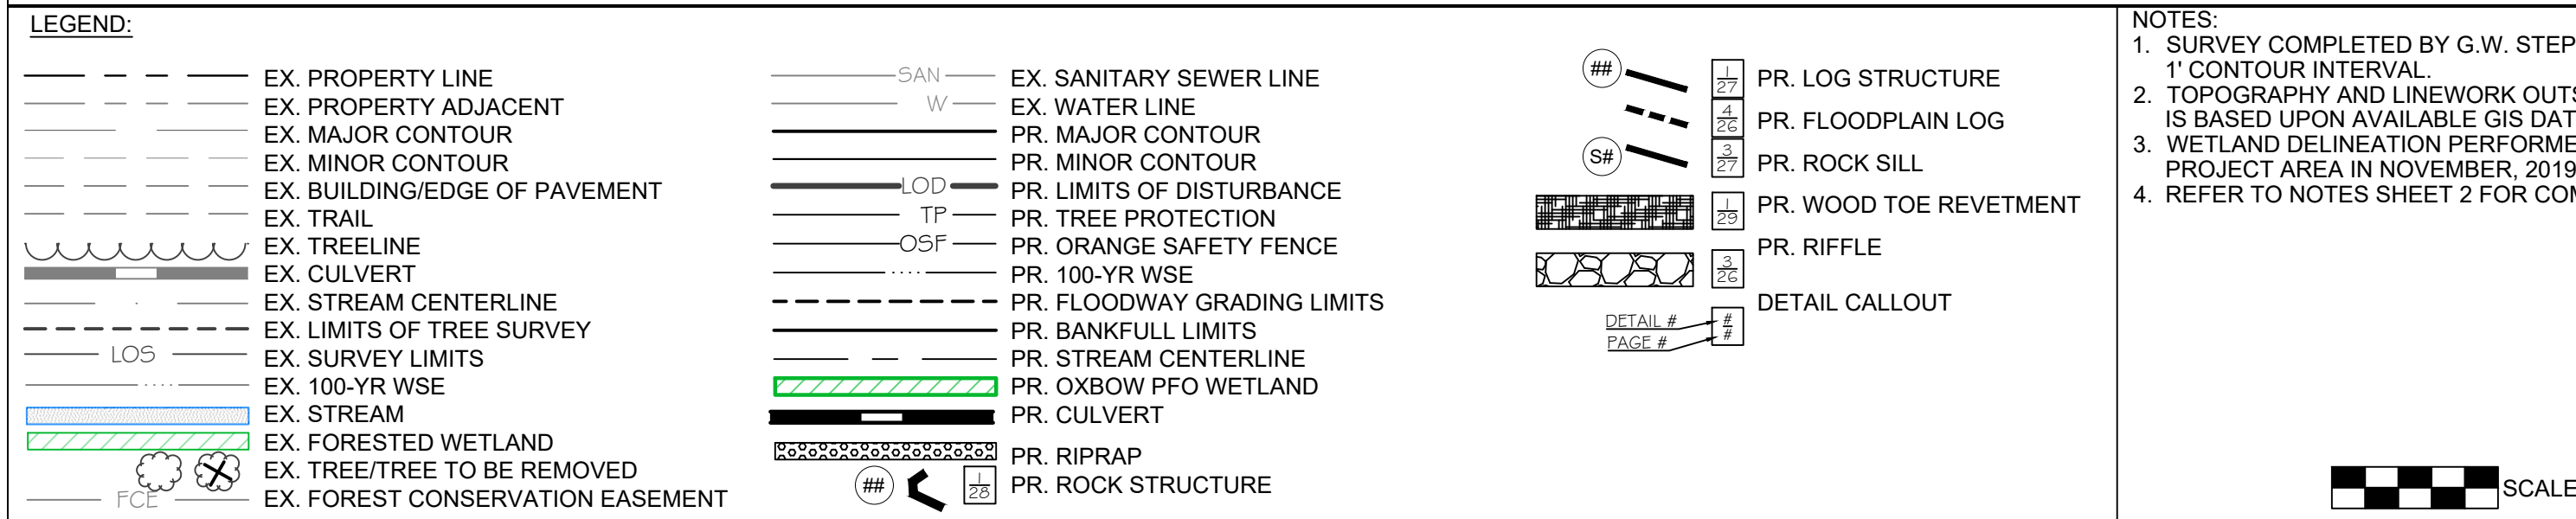 LEGEND:
EX. PROPERTY LINE
EX. PROPERTY ADJACENT
EX. MAJOR CONTOUR
EX. MINOR CONTOUR
EX. BUILDING/EDGE OF PAVEMENT
EX. TRAIL
EX. TREELINE
EX. CULVERT
EX. STREAM CENTERLINE
EX. LIMITS OF TREE SURVEY
LOS EX. SURVEY LIMITS
EX. 100-YR WSE
EX. STREAM
EX. FORESTED WETLAND
EX. TREE/TREE TO BE REMOVED
FCE EX. FOREST CONSERVATION EASEMENT
SAN EX. SANITARY SEWER LINE
W EX. WATER LINE
PR. MAJOR CONTOUR
PR. MINOR CONTOUR
LOD PR. LIMITS OF DISTURBANCE
TP PR. TREE PROTECTION
OSF PR. ORANGE SAFETY FENCE
PR. 100-YR WSE
PR. FLOODWAY GRADING LIMITS
PR. BANKFULL LIMITS
PR. STREAM CENTERLINE
PR. OXBOW PFO WETLAND
PR. CULVERT
PR. RIPRAP
## 1/28 PR. ROCK STRUCTURE
## 1/27 PR. LOG STRUCTURE
4/26 PR. FLOODPLAIN LOG
S# 3/27 PR. ROCK SILL
1/29 PR. WOOD TOE REVETMENT
PR. RIFFLE
3/26
DETAIL CALLOUT
DETAIL # #
PAGE # #
NOTES:
1. SURVEY COMPLETED BY G.W. STEP
1' CONTOUR INTERVAL.
2. TOPOGRAPHY AND LINEWORK OUTS
IS BASED UPON AVAILABLE GIS DAT
3. WETLAND DELINEATION PERFORME
PROJECT AREA IN NOVEMBER, 2019
4. REFER TO NOTES SHEET 2 FOR COM
SCALE